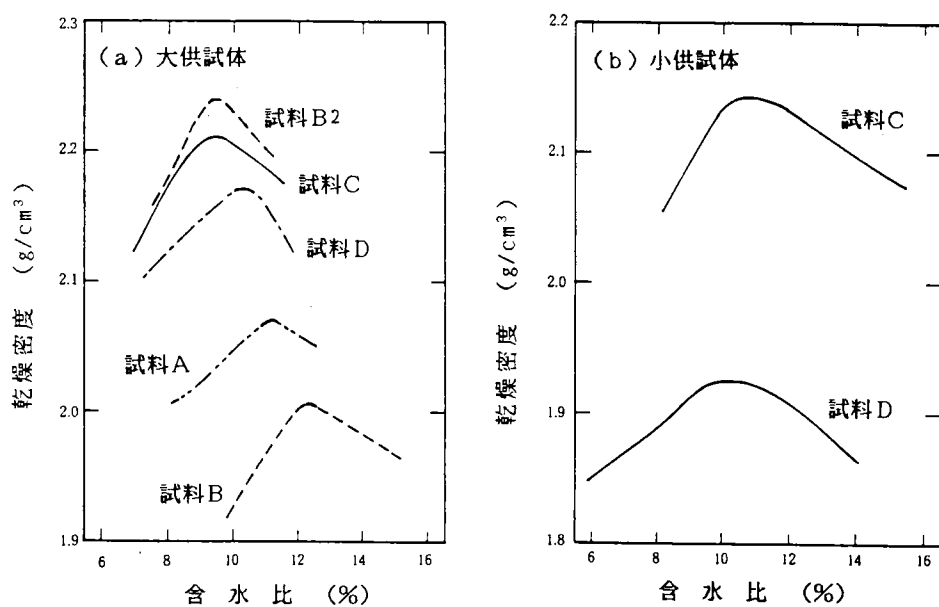 (a)大供試体
試料B2
試料C
試料D
試料A
試料B
2.3
2.2
2.1
2.0
1.9
6 8 10 12 14 16
含水比 (%)
乾燥密度 (g/cm³)
(b)小供試体
試料C
試料D
2.2
2.1
2.0
1.9
1.8
6 8 10 12 14 16
含水比 (%)
乾燥密度 (g/cm³)